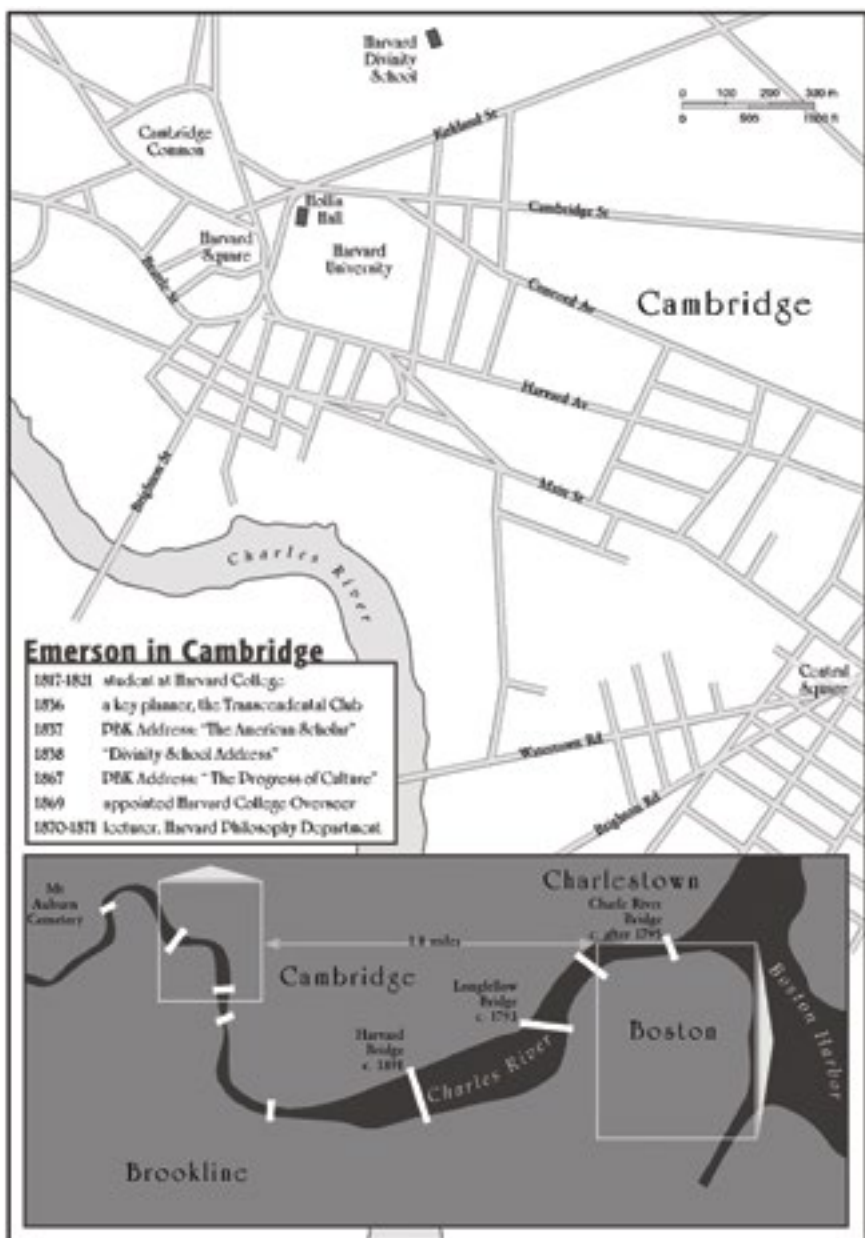 Harvard
Divinity
School
0 100 200 300 m
0 505 1100 ft
Kirkland St
Cambridge
Common
Hollis
Hall
Cambridge St
Harvard
Square
Harvard
University
Brattle St
Concord Av
Cambridge
Harvard Av
Brighton St
Main St
Charles River
Emerson in Cambridge
1817-1821 student at Harvard College
1836 a key planner, the Transcendental Club
1837 PBK Address: "The American Scholar"
1838 "Divinity School Address"
1867 PBK Address: "The Progress of Culture"
1869 appointed Harvard College Overseer
1870-1871 lecturer, Harvard Philosophy Department
Central
Square
Watertown Rd
Brighton Rd
Mt
Auburn
Cemetery
Charlestown
Bridge
c. after 1795
miles
Cambridge
Longfellow
Bridge
c. 1793
Boston
Boston Harbor
Harvard
Bridge
Charles River
Brookline